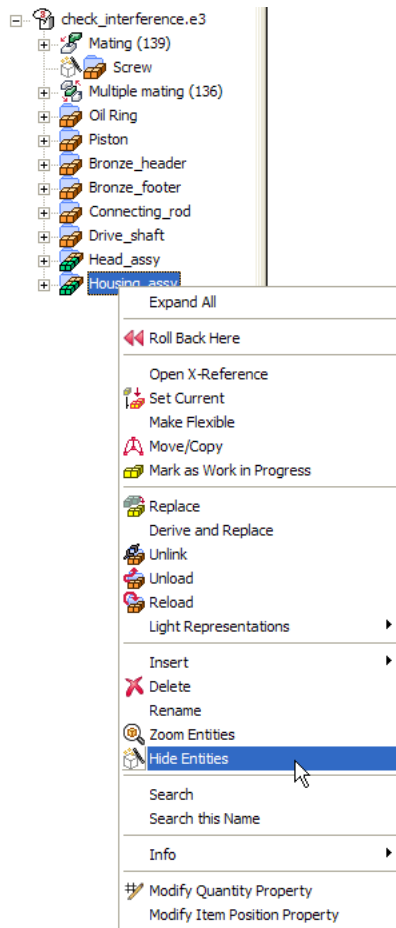 check_interference.e3
Mating (139)
Screw
Multiple mating (136)
Oil Ring
Piston
Bronze_header
Bronze_footer
Connecting_rod
Drive_shaft
Head_assy
Housing_assy
Expand All
Roll Back Here
Open X-Reference
Set Current
Make Flexible
Move/Copy
Mark as Work in Progress
Replace
Derive and Replace
Unlink
Unload
Reload
Light Representations
Insert
Delete
Rename
Zoom Entities
Hide Entities
Search
Search this Name
Info
Modify Quantity Property
Modify Item Position Property